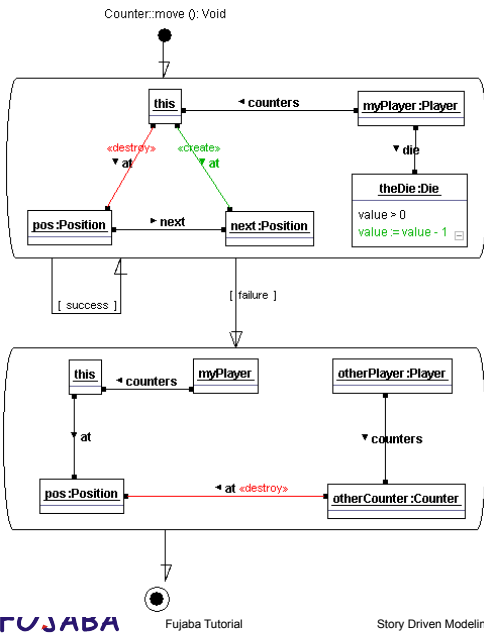 Counter::move (): Void
this
◄ counters
myPlayer :Player
«destroy»
▼ at
«create»
▼ at
▼ die
theDie :Die
value > 0
value := value - 1
pos :Position
► next
next :Position
[ success ]
[ failure ]
this
◄ counters
myPlayer
otherPlayer :Player
▼ at
▼ counters
pos :Position
◄ at «destroy»
otherCounter :Counter
FUJABA
Fujaba Tutorial
Story Driven Modelin